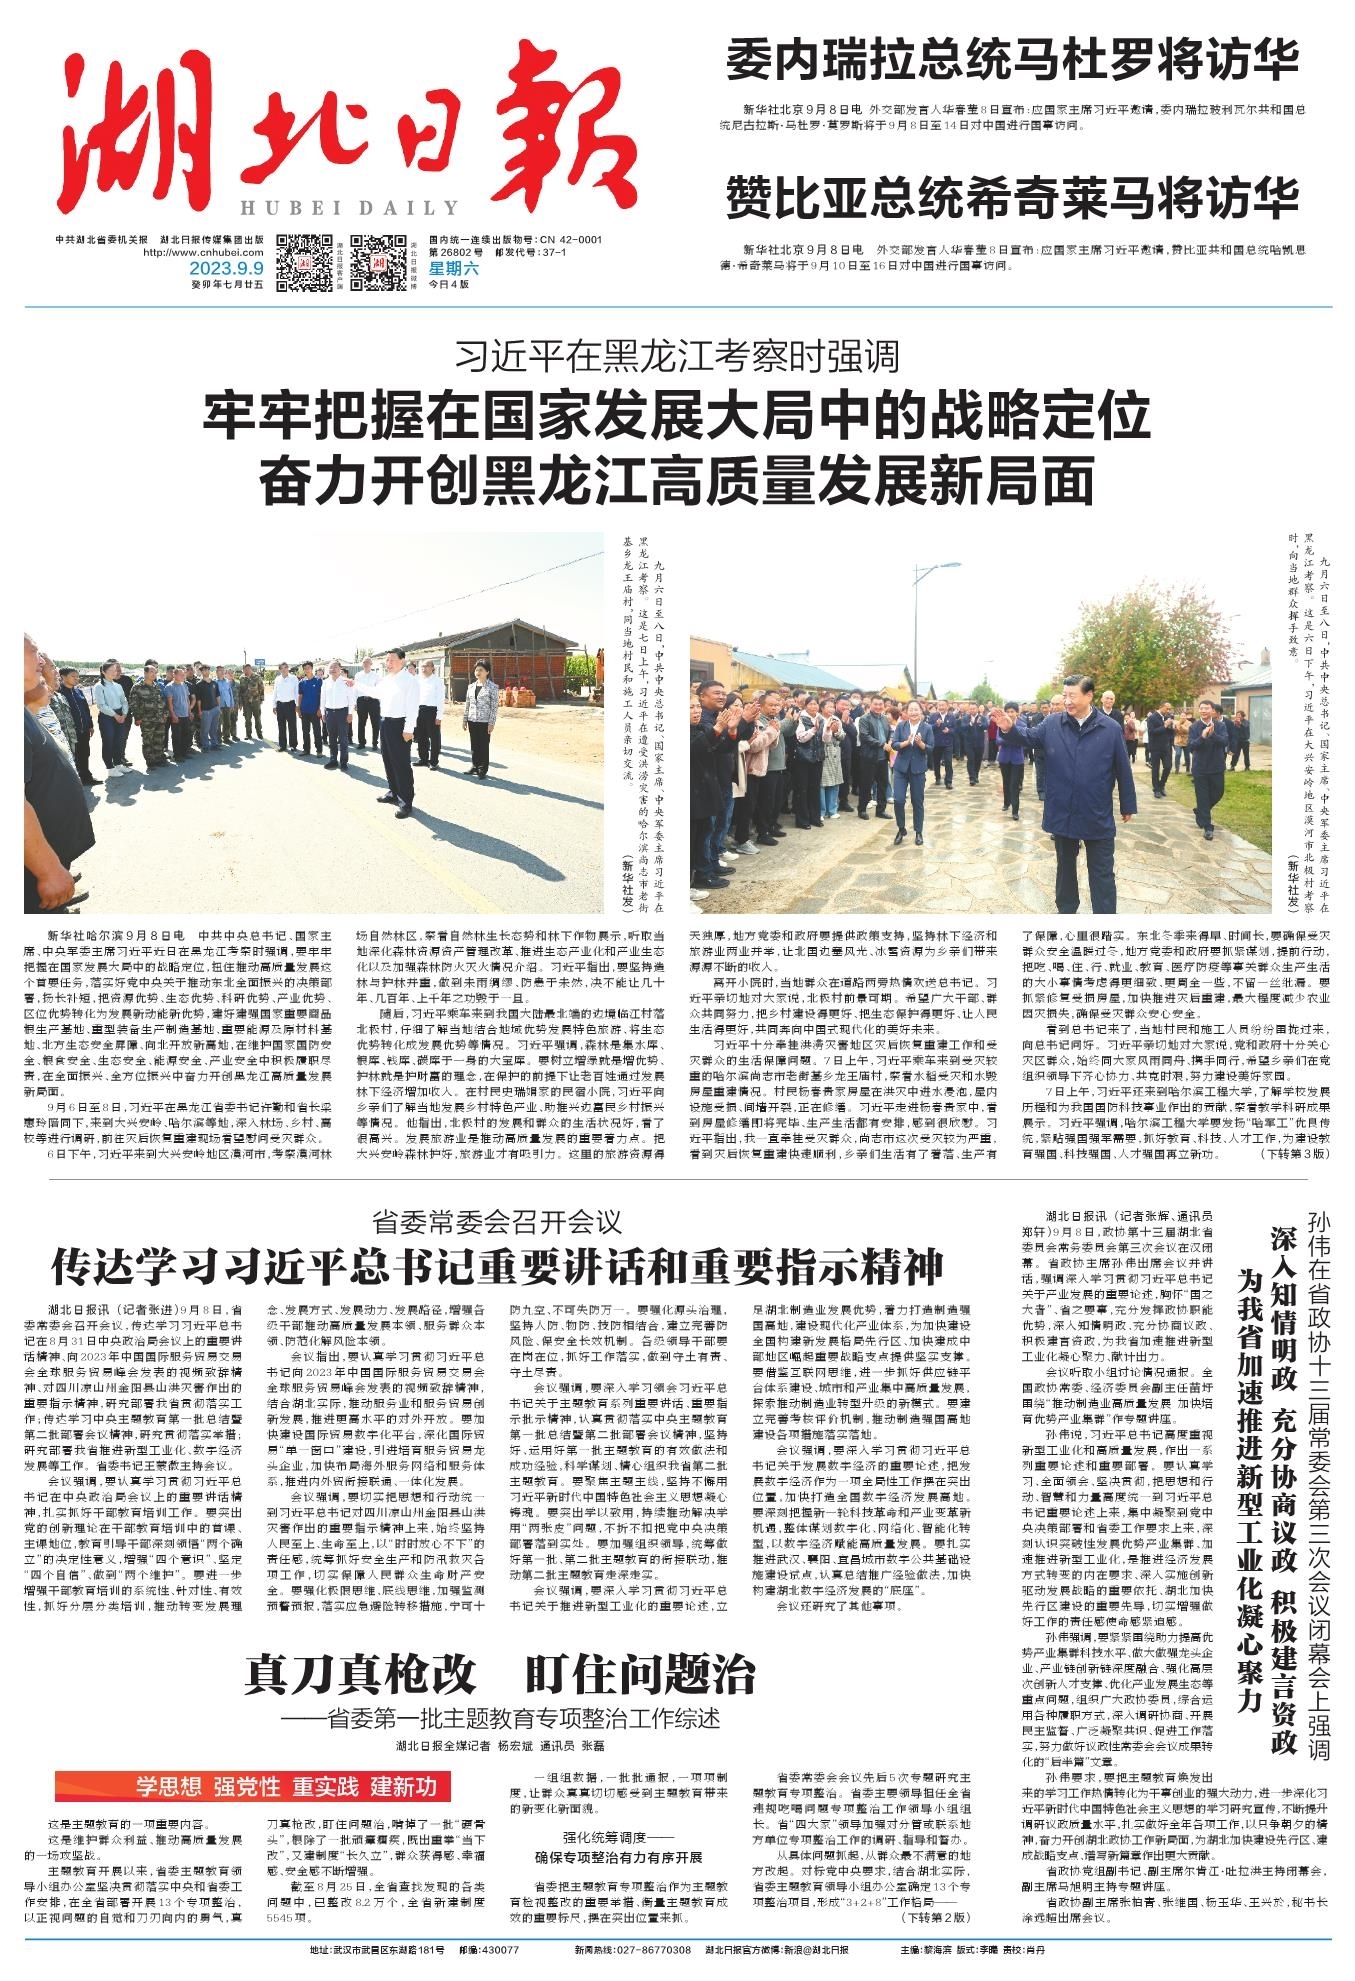 湖北日報
HUBEI DAILY
中共湖北省委机关报 湖北日报传媒集团出版
http://www.cnhubei.com
2023.9.9
癸卯年七月廿五
湖北日报客户端
湖北日报微博
国内统一连续出版物号:CN 42-0001
第26802号 邮发代号:37-1
星期六
今日4版
委内瑞拉总统马杜罗将访华
新华社北京9月8日电 外交部发言人华春莹8日宣布:应国家主席习近平邀请,委内瑞拉玻利瓦尔共和国总
统尼古拉斯·马杜罗·莫罗斯将于9月8日至14日对中国进行国事访问。
赞比亚总统希奇莱马将访华
新华社北京9月8日电 外交部发言人华春莹8日宣布:应国家主席习近平邀请,赞比亚共和国总统哈凯恩
德·希奇莱马将于9月10日至16日对中国进行国事访问。
习近平在黑龙江考察时强调
牢牢把握在国家发展大局中的战略定位
奋力开创黑龙江高质量发展新局面
九月六日至八日,中共中央总书记、国家主席、中央军委主席习近平在
黑龙江考察。这是七日上午,习近平在遭受洪涝灾害的哈尔滨尚志市老街
基乡龙王庙村,同当地村民和施工人员亲切交流。
(新华社发)
九月六日至八日,中共中央总书记、国家主席、中央军委主席习近平在
黑龙江考察。这是六日下午,习近平在大兴安岭地区漠河市北极村考察
时,向当地群众挥手致意。
(新华社发)
新华社哈尔滨9月8日电 中共中央总书记、国家主
席、中央军委主席习近平近日在黑龙江考察时强调,要牢牢
把握在国家发展大局中的战略定位,扭住推动高质量发展这
个首要任务,落实好党中央关于推动东北全面振兴的决策部
署,扬长补短,把资源优势、生态优势、科研优势、产业优势、
区位优势转化为发展新动能新优势,建好建强国家重要商品
粮生产基地、重型装备生产制造基地、重要能源及原材料基
地、北方生态安全屏障、向北开放新高地,在维护国家国防安
全、粮食安全、生态安全、能源安全、产业安全中积极履职尽
责,在全面振兴、全方位振兴中奋力开创黑龙江高质量发展
新局面。
9月6日至8日,习近平在黑龙江省委书记许勤和省长梁
惠玲陪同下,来到大兴安岭、哈尔滨等地,深入林场、乡村、高
校等进行调研,前往灾后恢复重建现场看望慰问受灾群众。
6日下午,习近平来到大兴安岭地区漠河市,考察漠河林
场自然林区,察看自然林生长态势和林下作物展示,听取当
地深化森林资源资产管理改革、推进生态产业化和产业生态
化以及加强森林防火灭火情况介绍。习近平指出,要坚持造
林与护林并重,做到未雨绸缪、防患于未然,决不能让几十
年、几百年、上千年之功毁于一旦。
随后,习近平乘车来到我国大陆最北端的边境临江村落
北极村,仔细了解当地结合地域优势发展特色旅游、将生态
优势转化成发展优势等情况。习近平强调,森林是集水库、
粮库、钱库、碳库于一身的大宝库。要树立增绿就是增优势、
护林就是护财富的理念,在保护的前提下让老百姓通过发展
林下经济增加收入。在村民史瑞娟家的民宿小院,习近平向
乡亲们了解当地发展乡村特色产业、助推兴边富民乡村振兴
等情况。他指出,北极村的发展和群众的生活状况好,看了
很高兴。发展旅游业是推动高质量发展的重要着力点。把
大兴安岭森林护好,旅游业才有吸引力。这里的旅游资源得
天独厚,地方党委和政府要提供政策支持,坚持林下经济和
旅游业两业并举,让北国边塞风光、冰雪资源为乡亲们带来
源源不断的收入。
离开小院时,当地群众在道路两旁热情欢送总书记。习
近平亲切地对大家说,北极村前景可期。希望广大干部、群
众共同努力,把乡村建设得更好、把生态保护得更好、让人民
生活得更好,共同奔向中国式现代化的美好未来。
习近平十分牵挂洪涝灾害地区灾后恢复重建工作和受
灾群众的生活保障问题。7日上午,习近平乘车来到受灾较
重的哈尔滨尚志市老街基乡龙王庙村,察看水稻受灾和水毁
房屋重建情况。村民杨春贵家房屋在洪灾中进水浸泡,屋内
设施受损、间墙开裂,正在修缮。习近平走进杨春贵家中,看
到房屋修缮即将完毕、生产生活都有安排,感到很欣慰。习
近平指出,我一直牵挂受灾群众,尚志市这次受灾较为严重,
看到灾后恢复重建快速顺利,乡亲们生活有了着落、生产有
了保障,心里很踏实。东北冬季来得早、时间长,要确保受灾
群众安全温暖过冬,地方党委和政府要抓紧谋划,提前行动,
把吃、喝、住、行、就业、教育、医疗防疫等事关群众生产生活
的大小事情考虑得更细致、更周全一些,不留一丝纰漏。要
抓紧修复受损房屋,加快推进灾后重建,最大程度减少农业
因灾损失,确保受灾群众安心安全。
看到总书记来了,当地村民和施工人员纷纷围拢过来,
向总书记问好。习近平亲切地对大家说,党和政府十分关心
灾区群众,始终同大家风雨同舟、携手同行,希望乡亲们在党
组织领导下齐心协力、共克时艰,努力建设美好家园。
7日上午,习近平还来到哈尔滨工程大学,了解学校发展
历程和为我国国防科技事业作出的贡献,察看教学科研成果
展示。习近平强调,哈尔滨工程大学要发扬“哈军工”优良传
统,紧贴强国强军需要,抓好教育、科技、人才工作,为建设教
育强国、科技强国、人才强国再立新功。 (下转第3版)
省委常委会召开会议
传达学习习近平总书记重要讲话和重要指示精神
湖北日报讯 (记者张进)9月8日,省
委常委会召开会议,传达学习习近平总书
记在8月31日中央政治局会议上的重要讲
话精神、向2023年中国国际服务贸易交易
会全球服务贸易峰会发表的视频致辞精
神、对四川凉山州金阳县山洪灾害作出的
重要指示精神,研究部署我省贯彻落实工
作;传达学习中央主题教育第一批总结暨
第二批部署会议精神,研究贯彻落实举措;
研究部署我省推进新型工业化、数字经济
发展等工作。省委书记王蒙徽主持会议。
会议强调,要认真学习贯彻习近平总
书记在中央政治局会议上的重要讲话精
神,扎实抓好干部教育培训工作。要突出
党的创新理论在干部教育培训中的首课、
主课地位,教育引导干部深刻领悟“两个确
立”的决定性意义,增强“四个意识”、坚定
“四个自信”、做到“两个维护”。要进一步
增强干部教育培训的系统性、针对性、有效
性,抓好分层分类培训,推动转变发展理
念、发展方式、发展动力、发展路径,增强各
级干部推动高质量发展本领、服务群众本
领、防范化解风险本领。
会议指出,要认真学习贯彻习近平总
书记向2023年中国国际服务贸易交易会
全球服务贸易峰会发表的视频致辞精神,
结合湖北实际,推动服务业和服务贸易创
新发展,推进更高水平的对外开放。要加
快建设国际贸易数字化平台,深化国际贸
易“单一窗口”建设,引进培育服务贸易龙
头企业,加快布局海外服务网络和服务体
系,推进内外贸衔接联通、一体化发展。
会议强调,要切实把思想和行动统一
到习近平总书记对四川凉山州金阳县山洪
灾害作出的重要指示精神上来,始终坚持
人民至上、生命至上,以“时时放心不下”的
责任感,统筹抓好安全生产和防汛救灾各
项工作,切实保障人民群众生命财产安
全。要强化极限思维、底线思维,加强监测
预警预报,落实应急避险转移措施,宁可十
防九空、不可失防万一。要强化源头治理,
坚持人防、物防、技防相结合,建立完善防
风险、保安全长效机制。各级领导干部要
在岗在位,抓好工作落实,做到守土有责、
守土尽责。
会议强调,要深入学习领会习近平总
书记关于主题教育系列重要讲话、重要指
示批示精神,认真贯彻落实中央主题教育
第一批总结暨第二批部署会议精神,坚持
好、运用好第一批主题教育的有效做法和
成功经验,科学谋划、精心组织我省第二批
主题教育。要聚焦主题主线,坚持不懈用
习近平新时代中国特色社会主义思想凝心
铸魂。要突出学以致用,持续推动解决学
用“两张皮”问题,不折不扣把党中央决策
部署落到实处。要加强组织领导,统筹做
好第一批、第二批主题教育的衔接联动,推
动第二批主题教育走深走实。
会议强调,要深入学习贯彻习近平总
书记关于推进新型工业化的重要论述,立
足湖北制造业发展优势,着力打造制造强
国高地,建设现代化产业体系,为加快建设
全国构建新发展格局先行区、加快建成中
部地区崛起重要战略支点提供坚实支撑。
要借鉴互联网思维,进一步抓好供应链平
台体系建设、城市和产业集中高质量发展,
探索推动制造业转型升级的新模式。要建
立完善考核评价机制,推动制造强国高地
建设各项措施落实落地。
会议强调,要深入学习贯彻习近平总
书记关于发展数字经济的重要论述,把发
展数字经济作为一项全局性工作摆在突出
位置,加快打造全国数字经济发展高地。
要深刻把握新一轮科技革命和产业变革新
机遇,整体谋划数字化、网络化、智能化转
型,以数字经济赋能高质量发展。要扎实
推进武汉、襄阳、宜昌城市数字公共基础设
施建设试点,认真总结推广经验做法,加快
构建湖北数字经济发展的“底座”。
会议还研究了其他事项。
孙伟在省政协十三届常委会第三次会议闭幕会上强调
深入知情明政 充分协商议政 积极建言资政
为我省加速推进新型工业化凝心聚力
湖北日报讯 (记者张辉、通讯员
郑轩)9月8日,政协第十三届湖北省
委员会常务委员会第三次会议在汉闭
幕。省政协主席孙伟出席会议并讲
话,强调深入学习贯彻习近平总书记
关于产业发展的重要论述,胸怀“国之
大者”、省之要事,充分发挥政协职能
优势,深入知情明政、充分协商议政、
积极建言资政,为我省加速推进新型
工业化凝心聚力、献计出力。
会议听取小组讨论情况通报。全
国政协常委、经济委员会副主任苗圩
围绕“推动制造业高质量发展 加快培
育优势产业集群”作专题讲座。
孙伟说,习近平总书记高度重视
新型工业化和高质量发展,作出一系
列重要论述和重要部署。要认真学
习、全面领会、坚决贯彻,把思想和行
动、智慧和力量高度统一到习近平总
书记重要论述上来,集中凝聚到党中
央决策部署和省委工作要求上来,深
刻认识突破性发展优势产业集群、加
速推进新型工业化,是推进经济发展
方式转变的内在要求、深入实施创新
驱动发展战略的重要依托、湖北加快
先行区建设的重要先导,切实增强做
好工作的责任感使命感紧迫感。
孙伟强调,要紧紧围绕助力提高优
势产业集群科技水平、做大做强龙头企
业、产业链创新链深度融合、强化高层
次创新人才支撑、优化产业发展生态等
重点问题,组织广大政协委员,综合运
用各种履职方式,深入调研协商、开展
民主监督、广泛凝聚共识、促进工作落
实,努力做好议政性常委会会议成果转
化的“后半篇”文章。
孙伟要求,要把主题教育焕发出
来的学习工作热情转化为干事创业的强大动力,进一步深化习
近平新时代中国特色社会主义思想的学习研究宣传,不断提升
调研议政质量水平,扎实做好全年各项工作,以只争朝夕的精
神,奋力开创湖北政协工作新局面,为湖北加快建设先行区、建
成战略支点、谱写新篇章作出更大贡献。
省政协党组副书记、副主席尔肯江·吐拉洪主持闭幕会,
副主席马旭明主持专题讲座。
省政协副主席张柏青、张维国、杨玉华、王兴於,秘书长
涂远超出席会议。
真刀真枪改 盯住问题治
——省委第一批主题教育专项整治工作综述
湖北日报全媒记者 杨宏斌 通讯员 张磊
学思想 强党性 重实践 建新功
这是主题教育的一项重要内容。
这是维护群众利益、推动高质量发展
的一场攻坚战。
主题教育开展以来,省委主题教育领
导小组办公室坚决贯彻落实中央和省委工
作安排,在全省部署开展13个专项整治,
以正视问题的自觉和刀刃向内的勇气,真
刀真枪改,盯住问题治,啃掉了一批“硬骨
头”,根除了一批顽瘴痼疾,既出重拳“当下
改”,又建制度“长久立”,群众获得感、幸福
感、安全感不断增强。
截至8月25日,全省查找发现的各类
问题中,已整改8.2万个,全省新建制度
5545项。
一组组数据,一批批通报,一项项制
度,让群众真真切切感受到主题教育带来
的新变化新面貌。
强化统筹调度——
确保专项整治有力有序开展
省委把主题教育专项整治作为主题教
育检视整改的重要举措、衡量主题教育成
效的重要标尺,摆在突出位置来抓。
省委常委会会议先后5次专题研究主
题教育专项整治。省委主要领导担任全省
违规吃喝问题专项整治工作领导小组组
长。省“四大家”领导加强对分管或联系地
方单位专项整治工作的调研、指导和督办。
从具体问题抓起,从群众最不满意的地
方改起。对标党中央要求,结合湖北实际,
省委主题教育领导小组办公室确定13个专
项整治项目,形成“3+2+8”工作格局——
(下转第2版)
地址:武汉市武昌区东湖路181号 邮编:430077 新闻热线:027-86770308 湖北日报官方微博:新浪@湖北日报 主编:黎海滨 版式:李曦 责校:肖丹